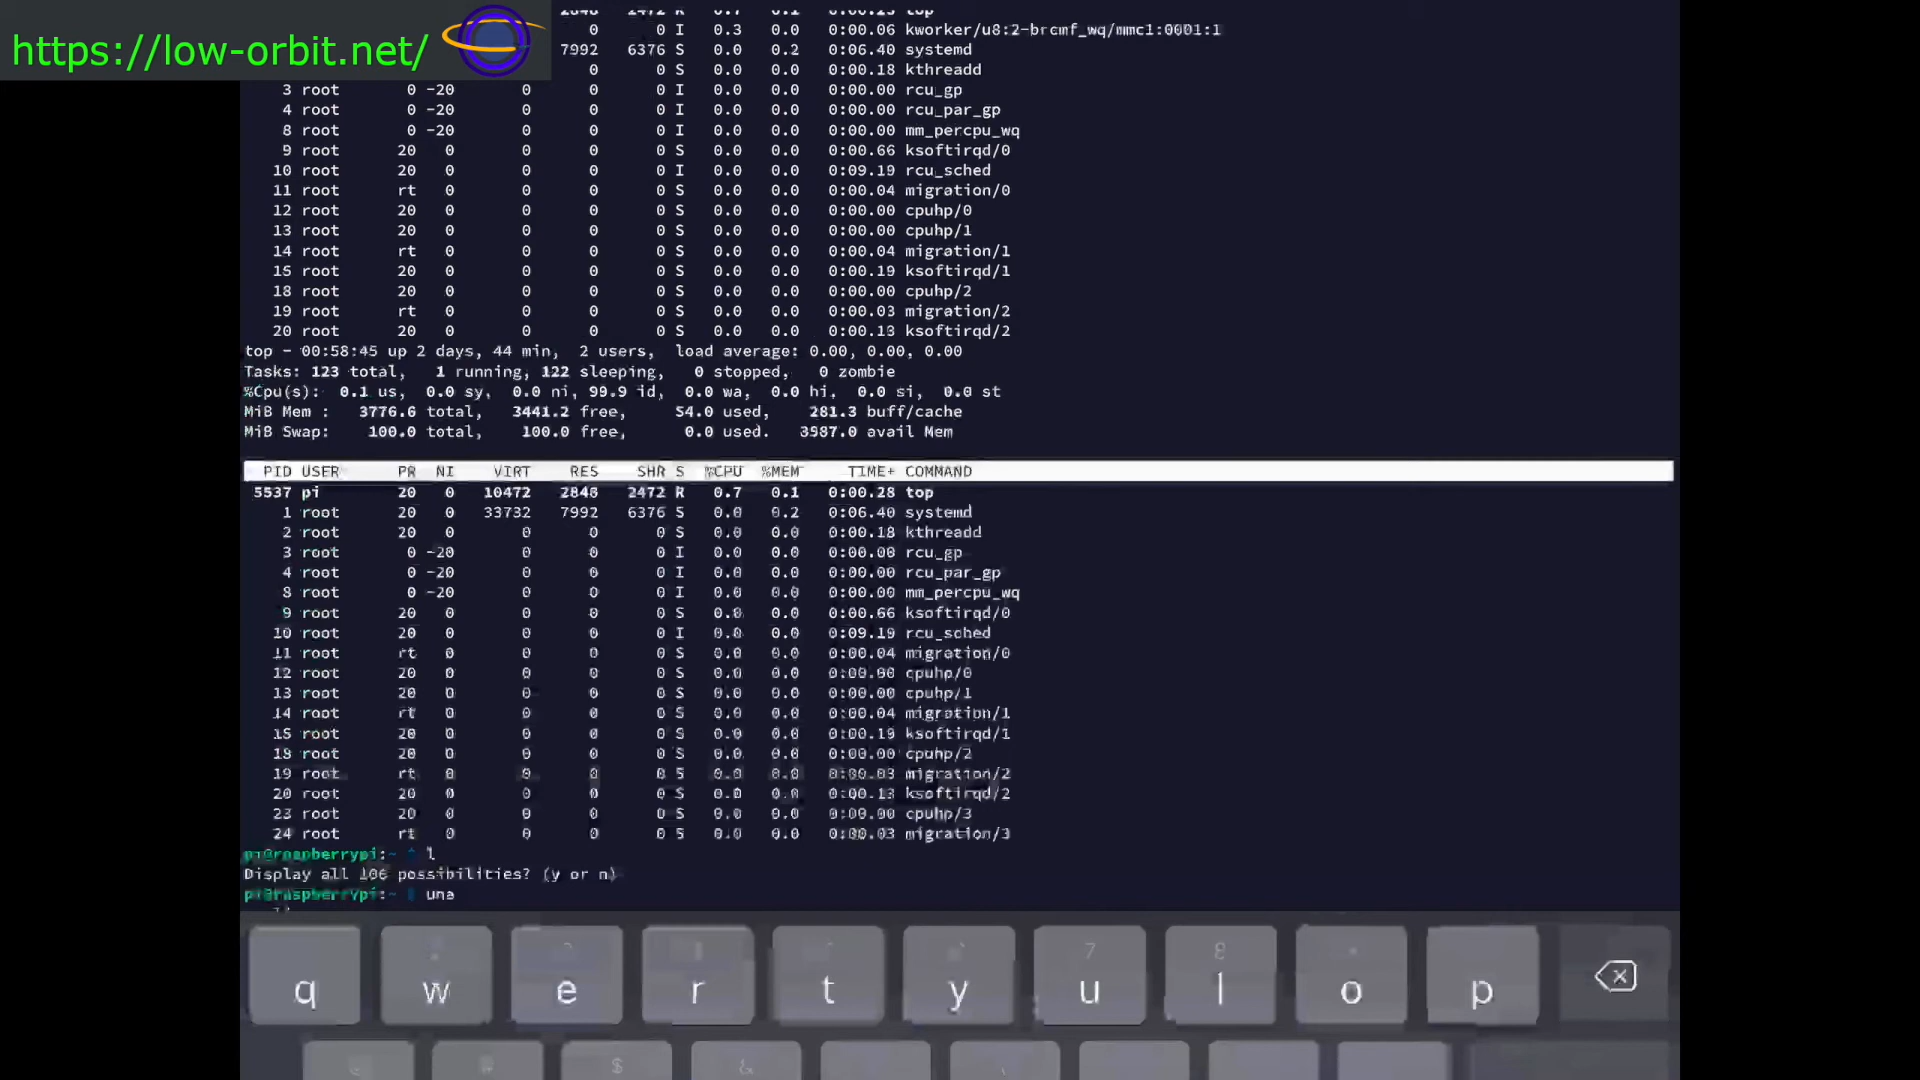 https://low-orbit.net/
2848 2472 R 0.7 0.1 0:00.25 top
0 0 I 0.3 0.0 0:00.06 kworker/u8:2-brcmf_wq/mmc1:0001:1
7992 6376 S 0.0 0.2 0:06.40 systemd
0 0 S 0.0 0.0 0:00.18 kthreadd
3 root 0 -20 0 0 0 I 0.0 0.0 0:00.00 rcu_gp
4 root 0 -20 0 0 0 I 0.0 0.0 0:00.00 rcu_par_gp
8 root 0 -20 0 0 0 I 0.0 0.0 0:00.00 mm_percpu_wq
9 root 20 0 0 0 0 S 0.0 0.0 0:00.66 ksoftirqd/0
10 root 20 0 0 0 0 I 0.0 0.0 0:09.19 rcu_sched
11 root rt 0 0 0 0 S 0.0 0.0 0:00.04 migration/0
12 root 20 0 0 0 0 S 0.0 0.0 0:00.00 cpuhp/0
13 root 20 0 0 0 0 S 0.0 0.0 0:00.00 cpuhp/1
14 root rt 0 0 0 0 S 0.0 0.0 0:00.04 migration/1
15 root 20 0 0 0 0 S 0.0 0.0 0:00.19 ksoftirqd/1
18 root 20 0 0 0 0 S 0.0 0.0 0:00.00 cpuhp/2
19 root rt 0 0 0 0 S 0.0 0.0 0:00.03 migration/2
20 root 20 0 0 0 0 S 0.0 0.0 0:00.13 ksoftirqd/2
top - 00:58:45 up 2 days, 44 min, 2 users, load average: 0.00, 0.00, 0.00
Tasks: 123 total, 1 running, 122 sleeping, 0 stopped, 0 zombie
%Cpu(s): 0.1 us, 0.0 sy, 0.0 ni, 99.9 id, 0.0 wa, 0.0 hi, 0.0 si, 0.0 st
MiB Mem : 3776.6 total, 3441.2 free, 54.0 used, 281.3 buff/cache
MiB Swap: 100.0 total, 100.0 free, 0.0 used. 3587.0 avail Mem
PID USER PR NI VIRT RES SHR S %CPU %MEM TIME+ COMMAND
5537 pi 20 0 10472 2848 2472 R 0.7 0.1 0:00.28 top
1 root 20 0 33732 7992 6376 S 0.0 0.2 0:06.40 systemd
2 root 20 0 0 0 0 S 0.0 0.0 0:00.18 kthreadd
3 root 0 -20 0 0 0 I 0.0 0.0 0:00.00 rcu_gp
4 root 0 -20 0 0 0 I 0.0 0.0 0:00.00 rcu_par_gp
8 root 0 -20 0 0 0 I 0.0 0.0 0:00.00 mm_percpu_wq
9 root 20 0 0 0 0 S 0.0 0.0 0:00.66 ksoftirqd/0
10 root 20 0 0 0 0 I 0.0 0.0 0:09.19 rcu_sched
11 root rt 0 0 0 0 S 0.0 0.0 0:00.04 migration/0
12 root 20 0 0 0 0 S 0.0 0.0 0:00.00 cpuhp/0
13 root 20 0 0 0 0 S 0.0 0.0 0:00.00 cpuhp/1
14 root rt 0 0 0 0 S 0.0 0.0 0:00.04 migration/1
15 root 20 0 0 0 0 S 0.0 0.0 0:00.19 ksoftirqd/1
18 root 20 0 0 0 0 S 0.0 0.0 0:00.00 cpuhp/2
19 root rt 0 0 0 0 S 0.0 0.0 0:00.03 migration/2
20 root 20 0 0 0 0 S 0.0 0.0 0:00.13 ksoftirqd/2
23 root 20 0 0 0 0 S 0.0 0.0 0:00.00 cpuhp/3
24 root rt 0 0 0 0 S 0.0 0.0 0:00.03 migration/3
pi@raspberrypi:~ l
Display all 106 possibilities? (y or n)
pi@raspberrypi:~ una
7 8
q w e r t y u l o p
@ # $ &